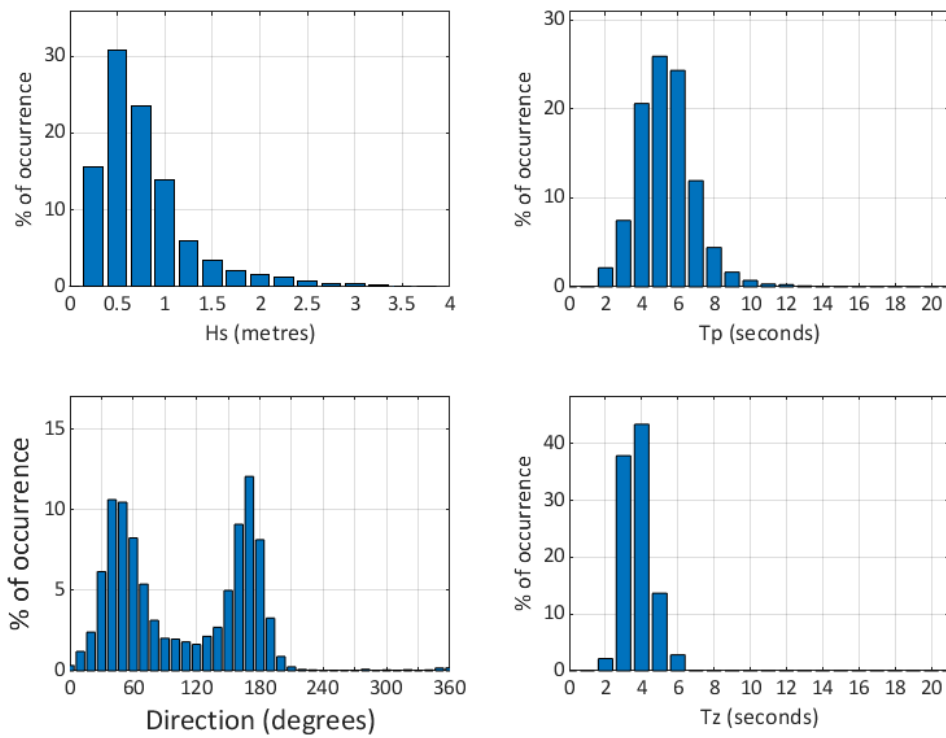 % of occurrence
30
20
10
0
0 0.5 1 1.5 2 2.5 3 3.5 4
Hs (metres)
% of occurrence
30
20
10
0
0 2 4 6 8 10 12 14 16 18 20
Tp (seconds)
% of occurrence
15
10
5
0
0 60 120 180 240 300 360
Direction (degrees)
% of occurrence
40
30
20
10
0
0 2 4 6 8 10 12 14 16 18 20
Tz (seconds)